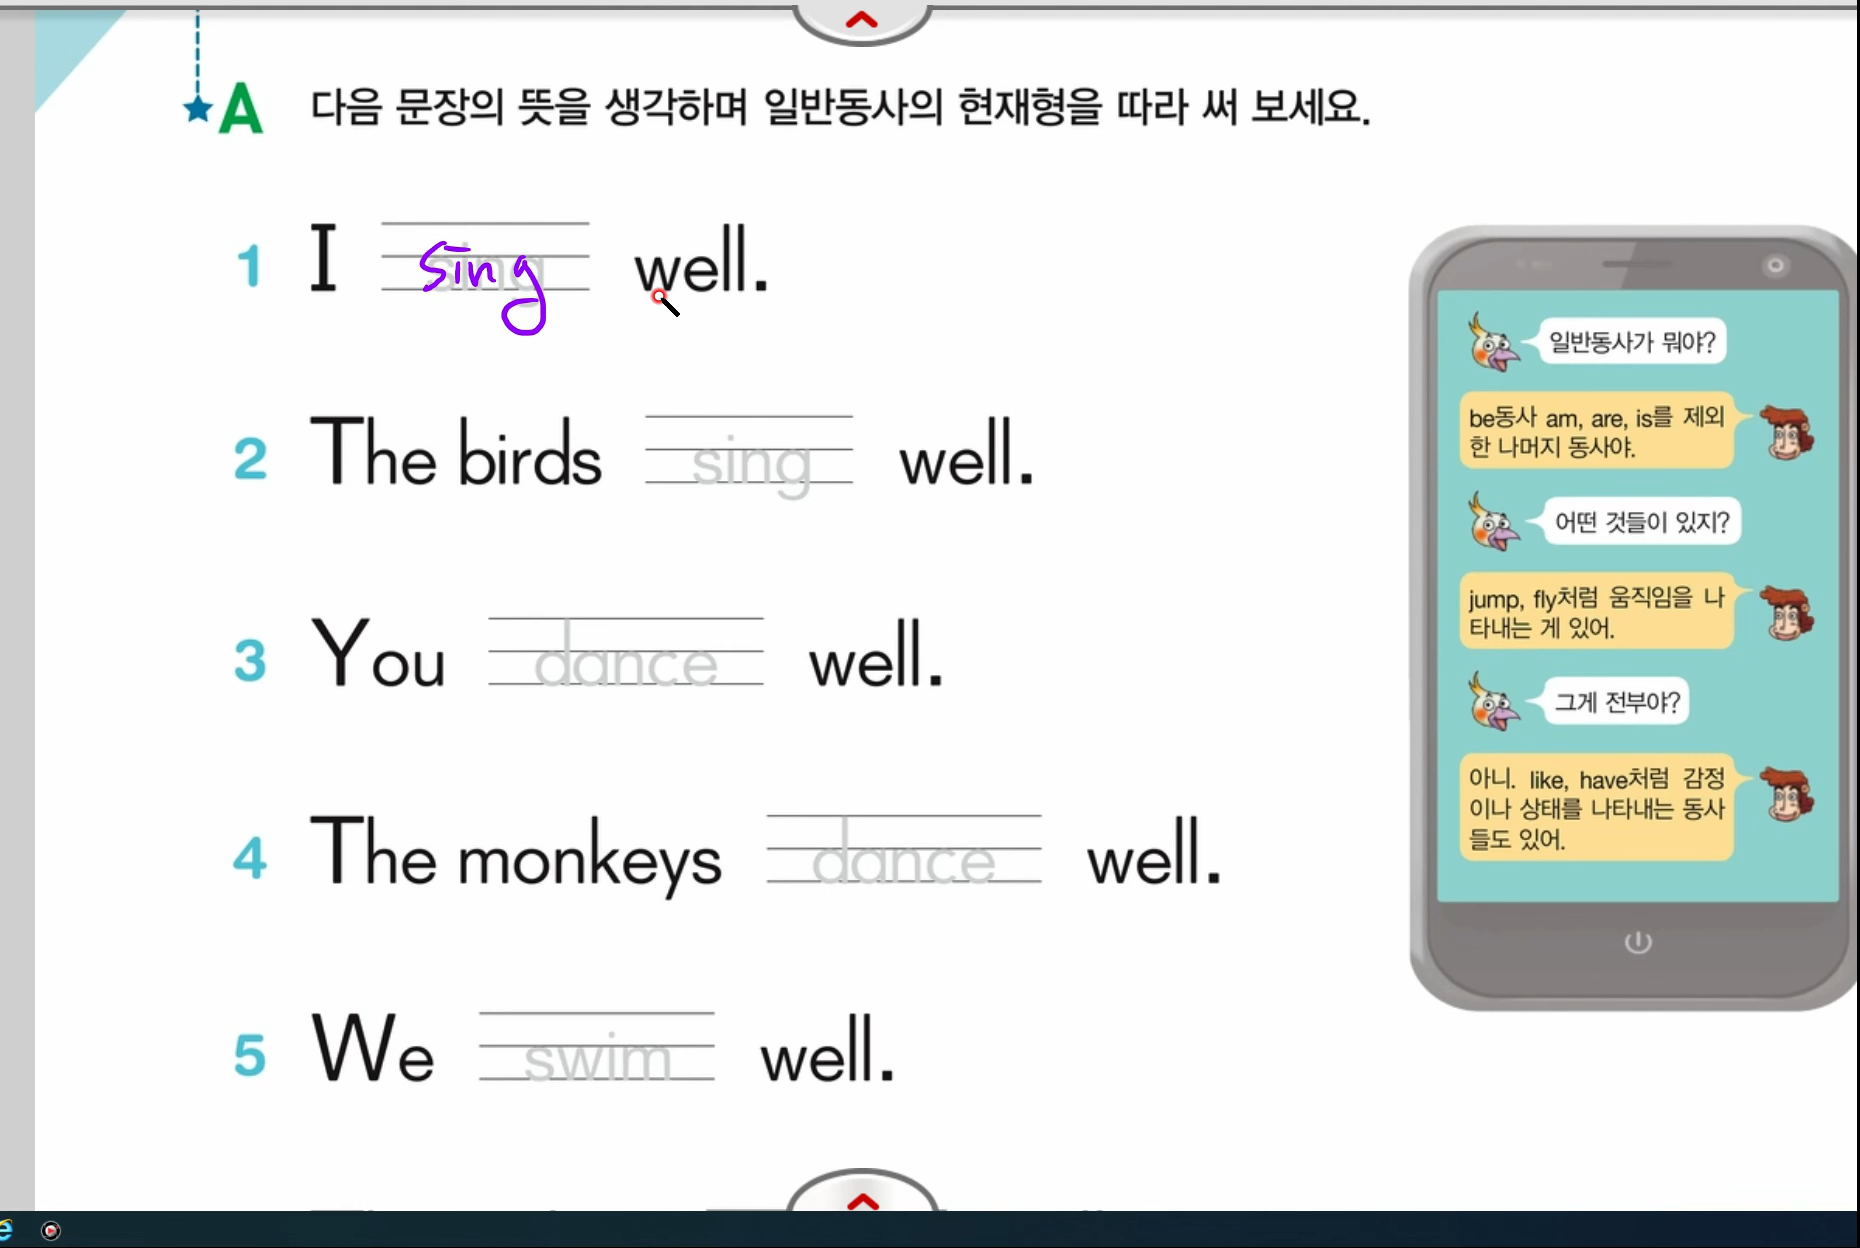 A 다음 문장의 뜻을 생각하며 일반동사의 현재형을 따라 써 보세요.
1 I sing well.
2 The birds sing well.
3 You dance well.
4 The monkeys dance well.
5 We swim well.
일반동사가 뭐야?
be동사 am, are, is를 제외
한 나머지 동사야.
어떤 것들이 있지?
jump, fly처럼 움직임을 나
타내는 게 있어.
그게 전부야?
아니. like, have처럼 감정
이나 상태를 나타내는 동사
들도 있어.